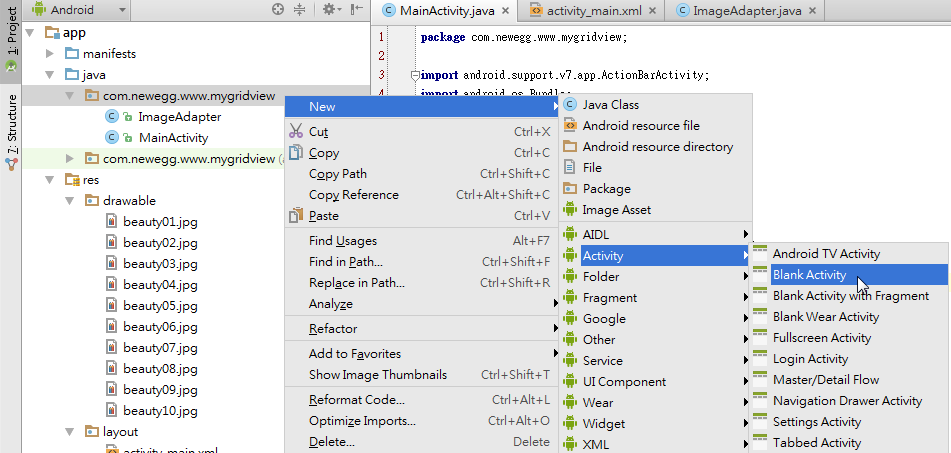 1: Project
7: Structure
Android
app
manifests
java
com.newegg.www.mygridview
ImageAdapter
MainActivity
com.newegg.www.mygridview
res
drawable
beauty01.jpg
beauty02.jpg
beauty03.jpg
beauty04.jpg
beauty05.jpg
beauty06.jpg
beauty07.jpg
beauty08.jpg
beauty09.jpg
beauty10.jpg
layout
activity_main.xml
MainActivity.java
activity_main.xml
ImageAdapter.java
1 package com.newegg.www.mygridview;
2
3 import android.support.v7.app.ActionBarActivity;
4 import android.os.Bundle;
New
Cut Ctrl+X
Copy Ctrl+C
Copy Path Ctrl+Shift+C
Copy Reference Ctrl+Alt+Shift+C
Paste Ctrl+V
Find Usages Alt+F7
Find in Path... Ctrl+Shift+F
Replace in Path... Ctrl+Shift+R
Analyze
Refactor
Add to Favorites
Show Image Thumbnails Ctrl+Shift+T
Reformat Code... Ctrl+Alt+L
Optimize Imports... Ctrl+Alt+O
Delete... Delete
Java Class
Android resource file
Android resource directory
File
Package
Image Asset
AIDL
Activity
Folder
Fragment
Google
Other
Service
UI Component
Wear
Widget
XML
Android TV Activity
Blank Activity
Blank Activity with Fragment
Blank Wear Activity
Fullscreen Activity
Login Activity
Master/Detail Flow
Navigation Drawer Activity
Settings Activity
Tabbed Activity